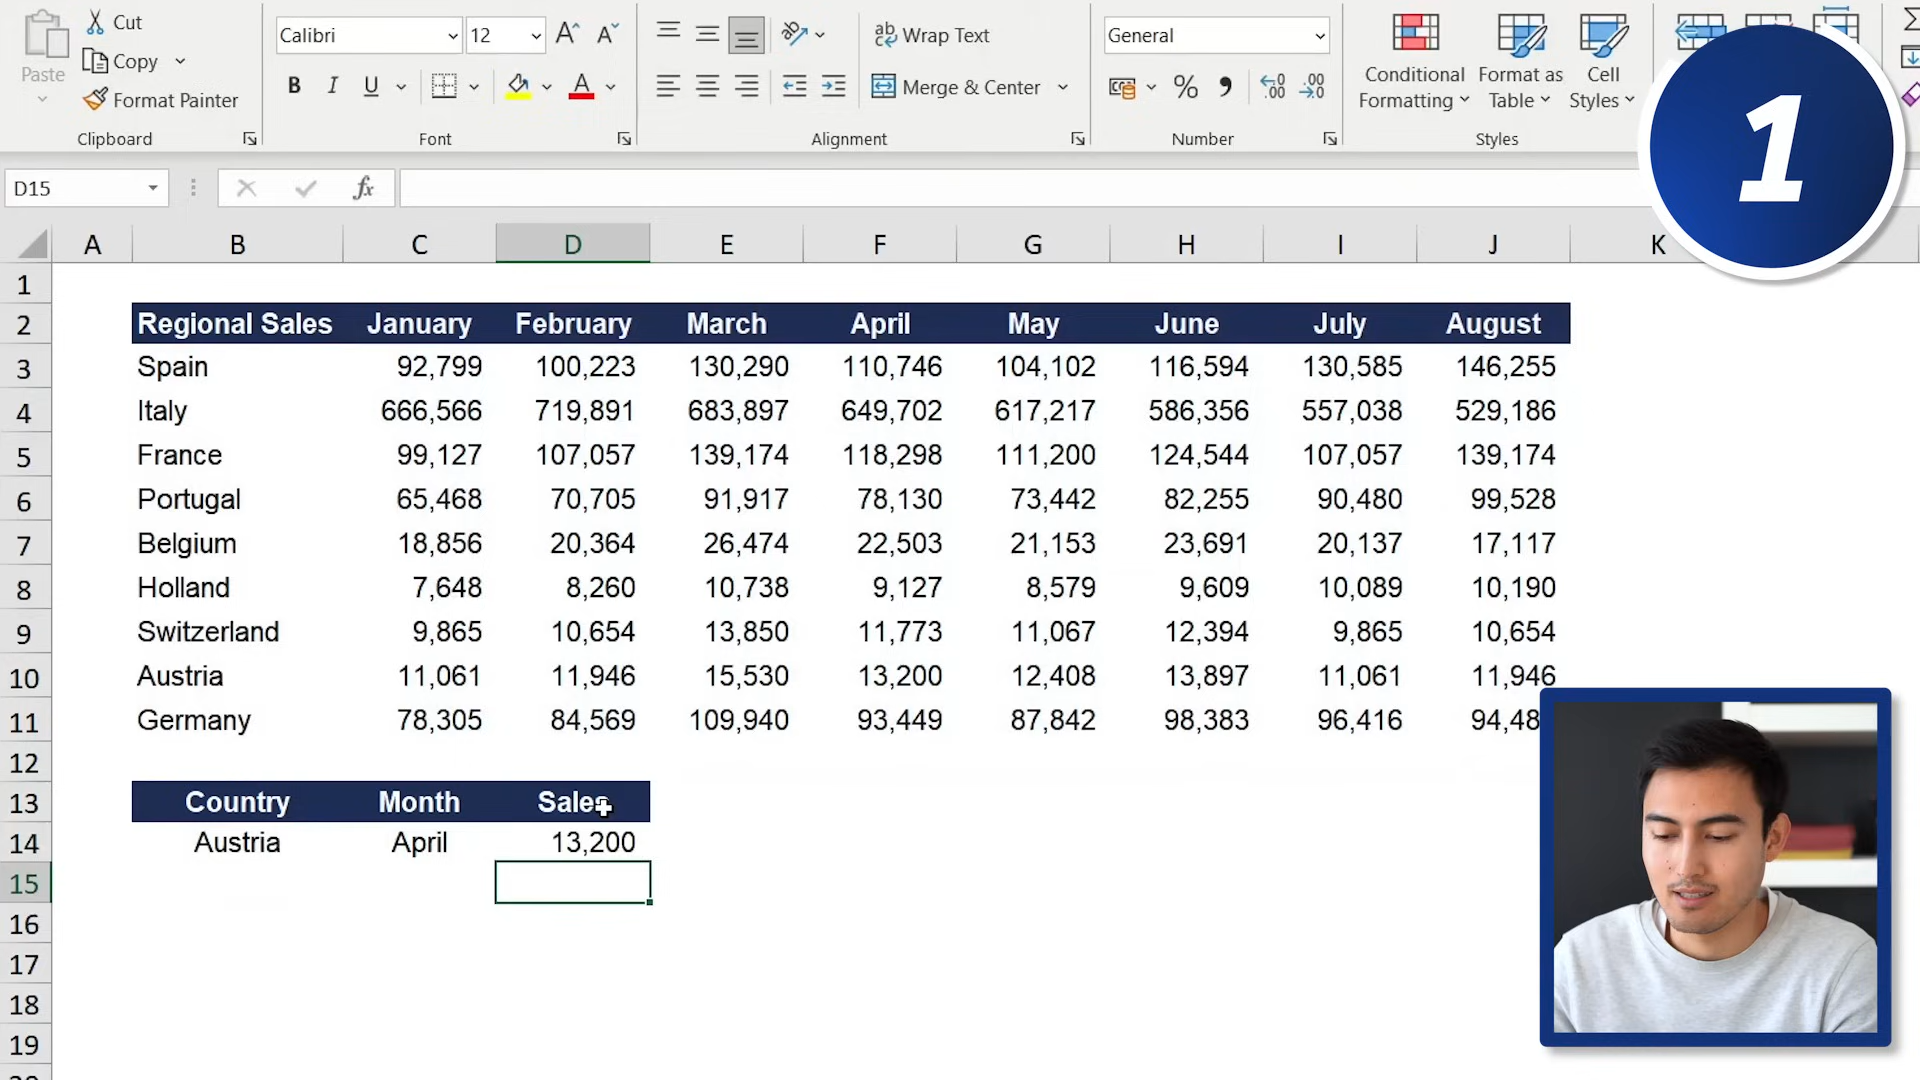 Cut
Copy
Format Painter
Paste
Clipboard
Calibri
12
B I U
Font
Wrap Text
Merge & Center
Alignment
General
Number
Conditional Formatting
Format as Table
Cell Styles
Styles
1
D15
fx
A B C D E F G H I J K
1
2 Regional Sales January February March April May June July August
3 Spain 92,799 100,223 130,290 110,746 104,102 116,594 130,585 146,255
4 Italy 666,566 719,891 683,897 649,702 617,217 586,356 557,038 529,186
5 France 99,127 107,057 139,174 118,298 111,200 124,544 107,057 139,174
6 Portugal 65,468 70,705 91,917 78,130 73,442 82,255 90,480 99,528
7 Belgium 18,856 20,364 26,474 22,503 21,153 23,691 20,137 17,117
8 Holland 7,648 8,260 10,738 9,127 8,579 9,609 10,089 10,190
9 Switzerland 9,865 10,654 13,850 11,773 11,067 12,394 9,865 10,654
10 Austria 11,061 11,946 15,530 13,200 12,408 13,897 11,061 11,946
11 Germany 78,305 84,569 109,940 93,449 87,842 98,383 96,416
12
13 Country Month Sales
14 Austria April 13,200
15
16
17
18
19